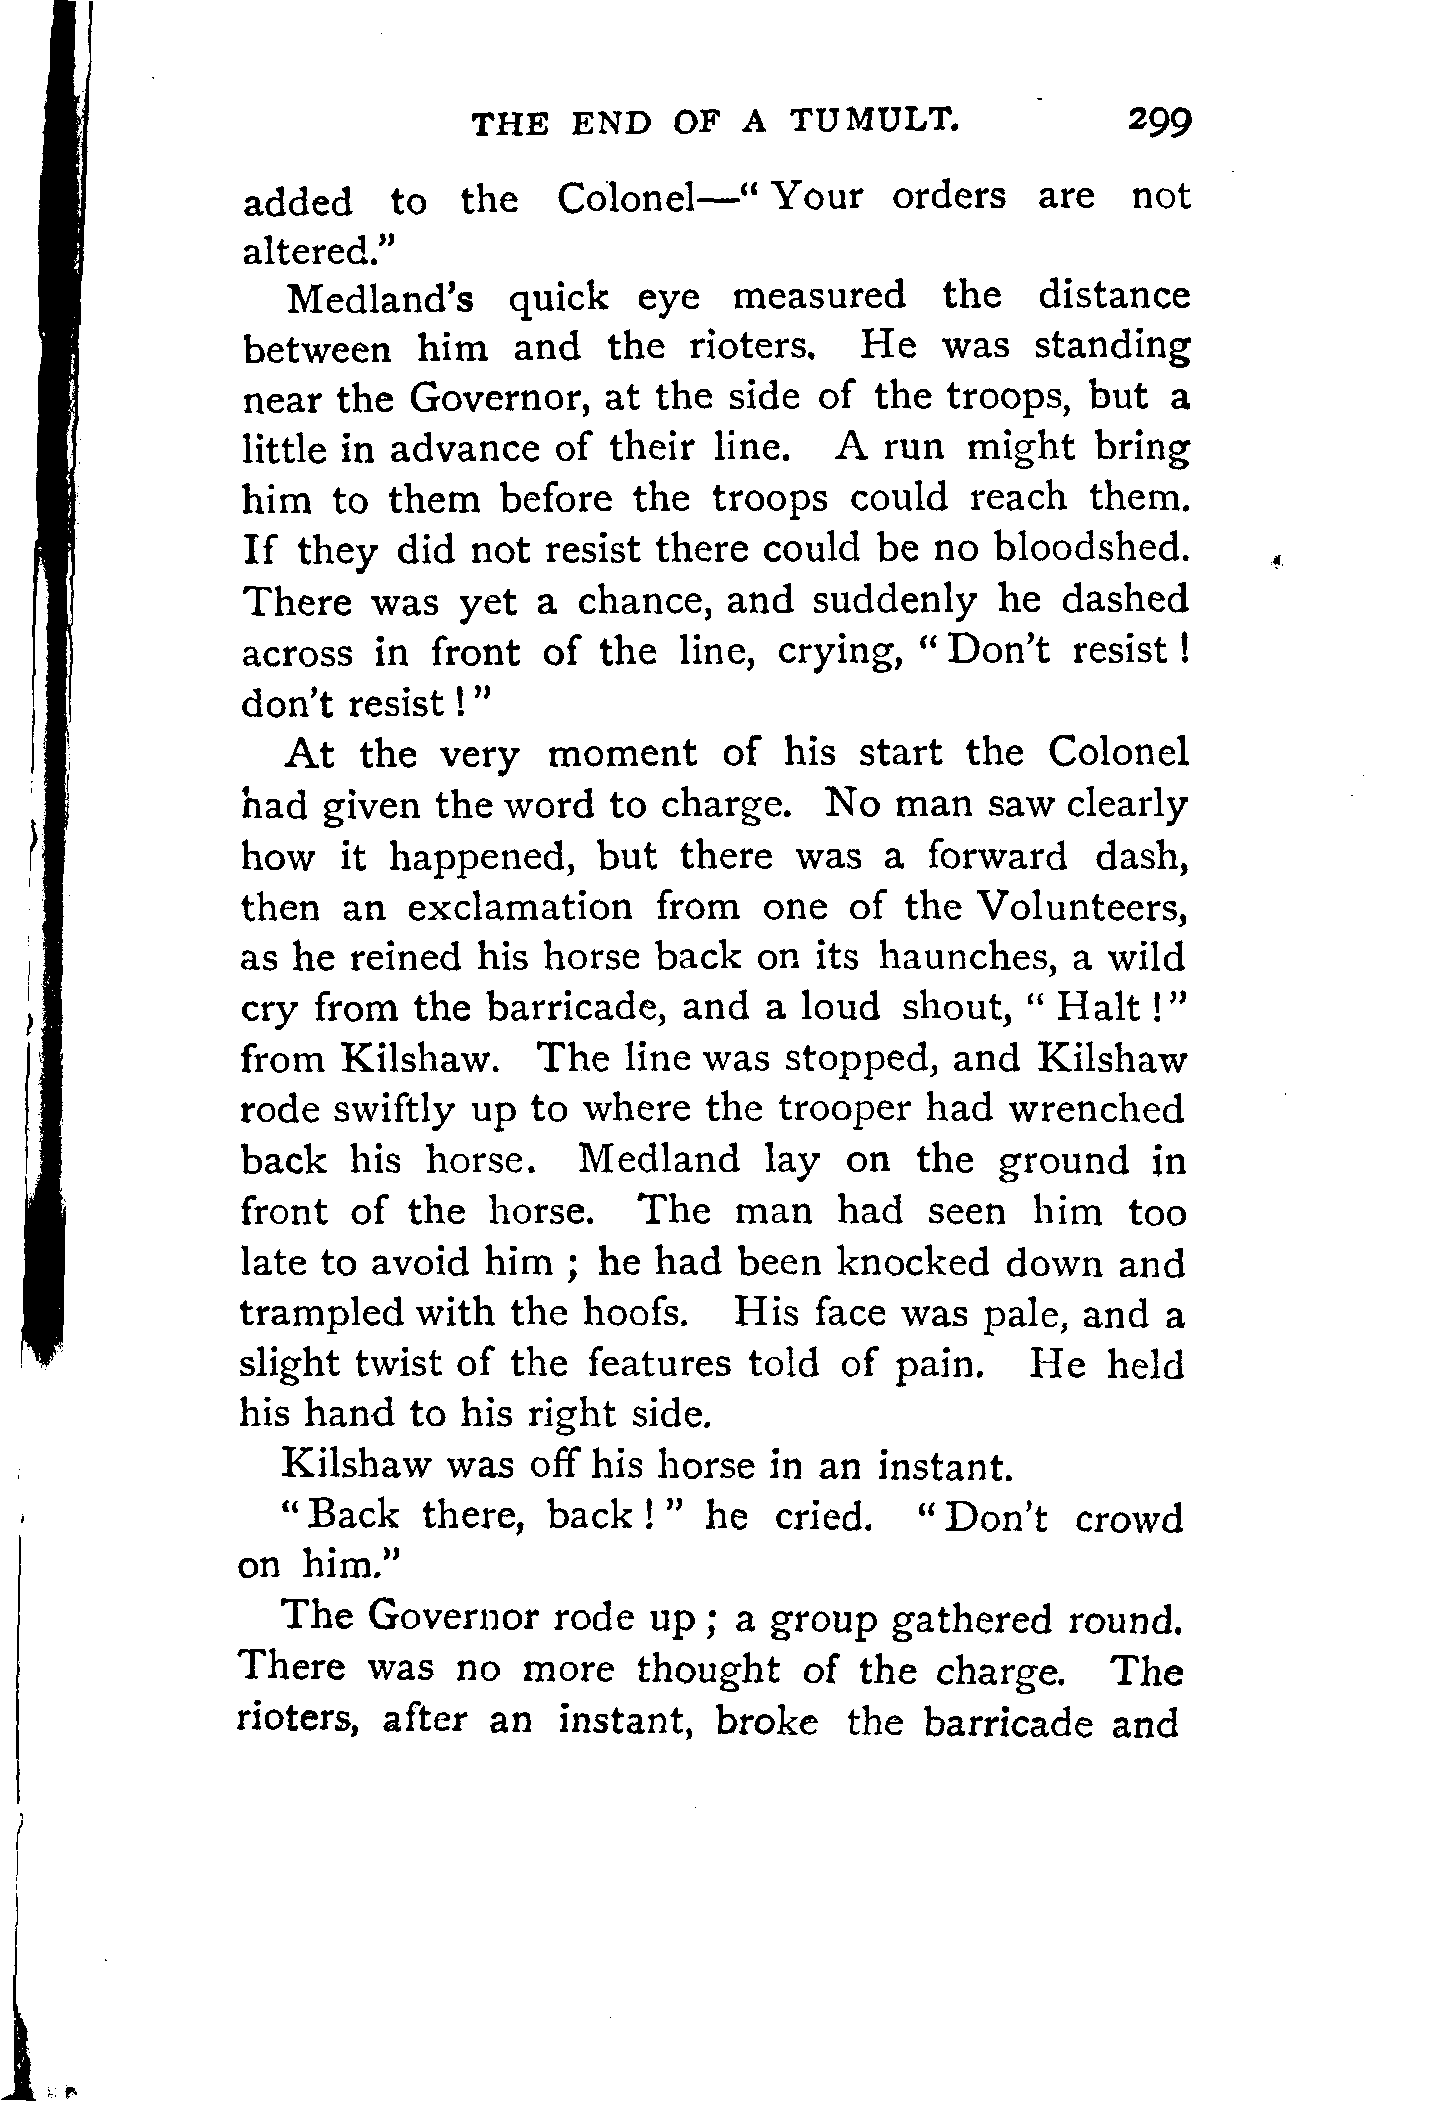 THE END OF A TUMULT. 299
added to the Colonel—“ Your orders are not
altered.”
Medland’s quick eye measured the distance
between him and the rioters. He was standing
near the Governor, at the side of the troops, but a
little in advance of their line. A run might bring
him to them before the troops could reach them.
If they did not resist there could be no bloodshed.
There was yet a chance, and suddenly he dashed
across in front of the line, crying, “ Don’t resist !
don’t resist ! ”
At the very moment of his start the Colonel
had given the word to charge. No man saw clearly
how it happened, but there was a forward dash,
then an exclamation from one of the Volunteers,
as he reined his horse back on its haunches, a wild
cry from the barricade, and a loud shout, “ Halt ! ”
from Kilshaw. The line was stopped, and Kilshaw
rode swiftly up to where the trooper had wrenched
back his horse. Medland lay on the ground in
front of the horse. The man had seen him too
late to avoid him ; he had been knocked down and
trampled with the hoofs. His face was pale, and a
slight twist of the features told of pain. He held
his hand to his right side.
Kilshaw was off his horse in an instant.
“ Back there, back ! ” he cried. “ Don’t crowd
on him.”
The Governor rode up ; a group gathered round.
There was no more thought of the charge. The
rioters, after an instant, broke the barricade and